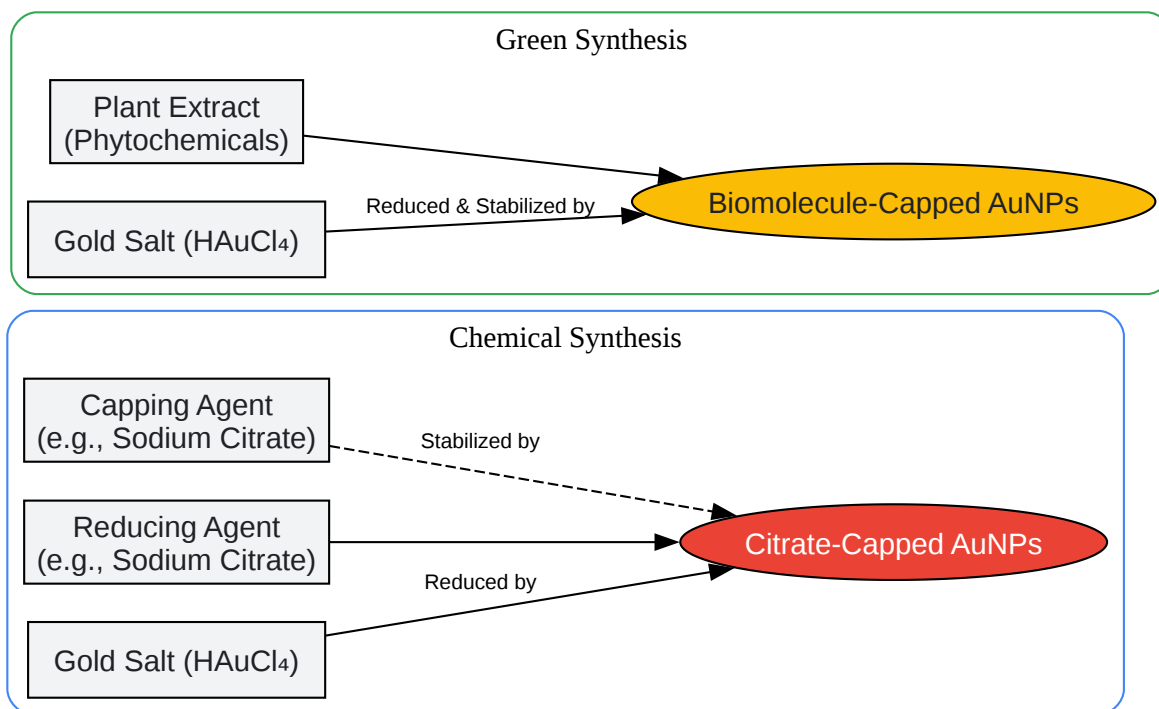 Green Synthesis
Plant Extract
(Phytochemicals)
Reduced & Stabilized by
Biomolecule-Capped AuNPs
Gold Salt (HAuCl₄)
Chemical Synthesis
Capping Agent
(e.g., Sodium Citrate)
Stabilized by
Reducing Agent
(e.g., Sodium Citrate)
Citrate-Capped AuNPs
Reduced by
Gold Salt (HAuCl₄)